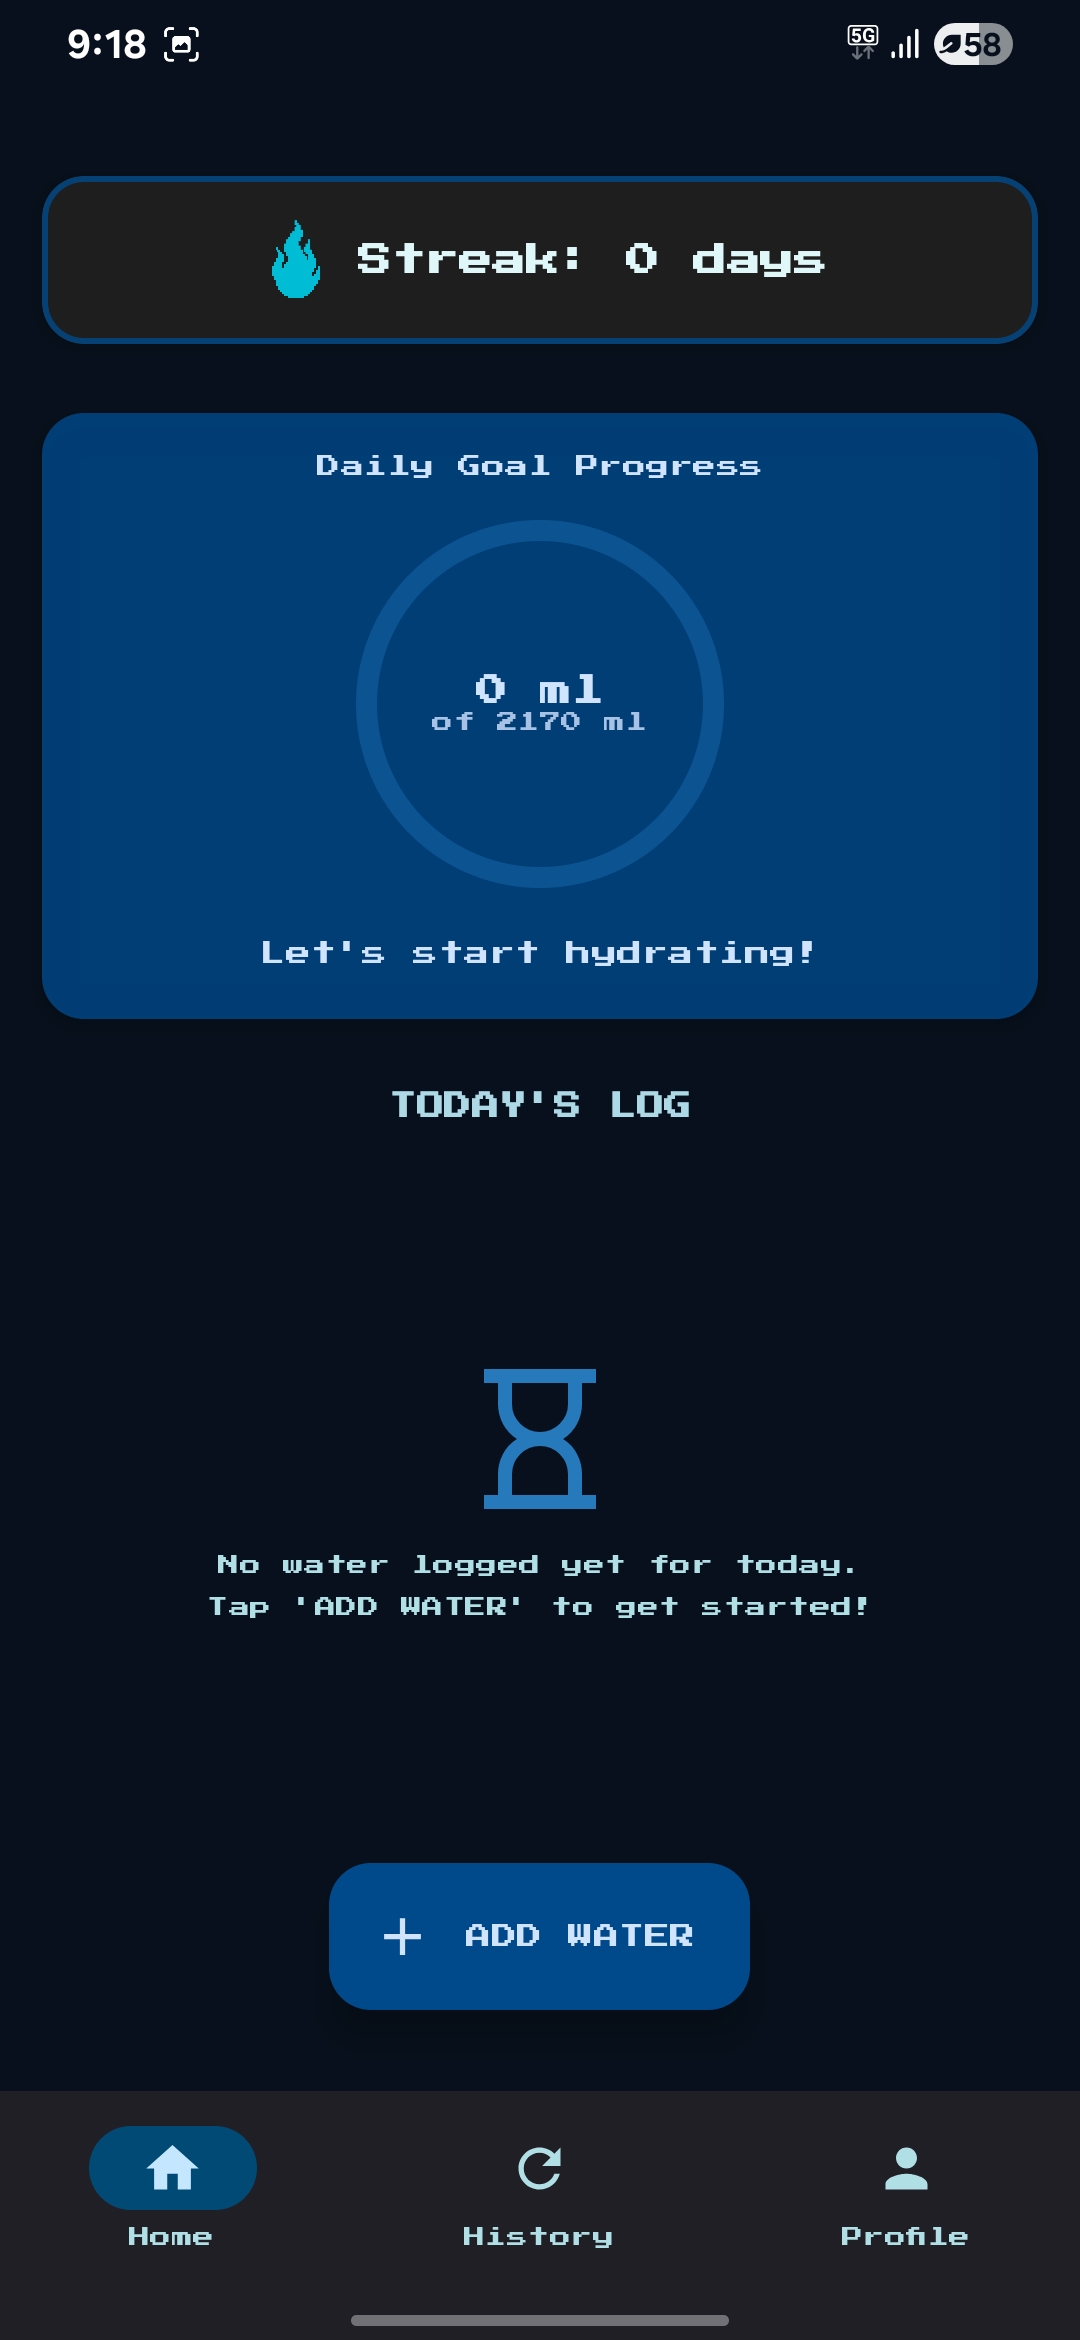 9:18
5G
58
Streak: 0 days
Daily Goal Progress
0 ml
of 2170 ml
Let's start hydrating!
TODAY'S LOG
No water logged yet for today.
Tap 'ADD WATER' to get started!
ADD WATER
Home
History
Profile